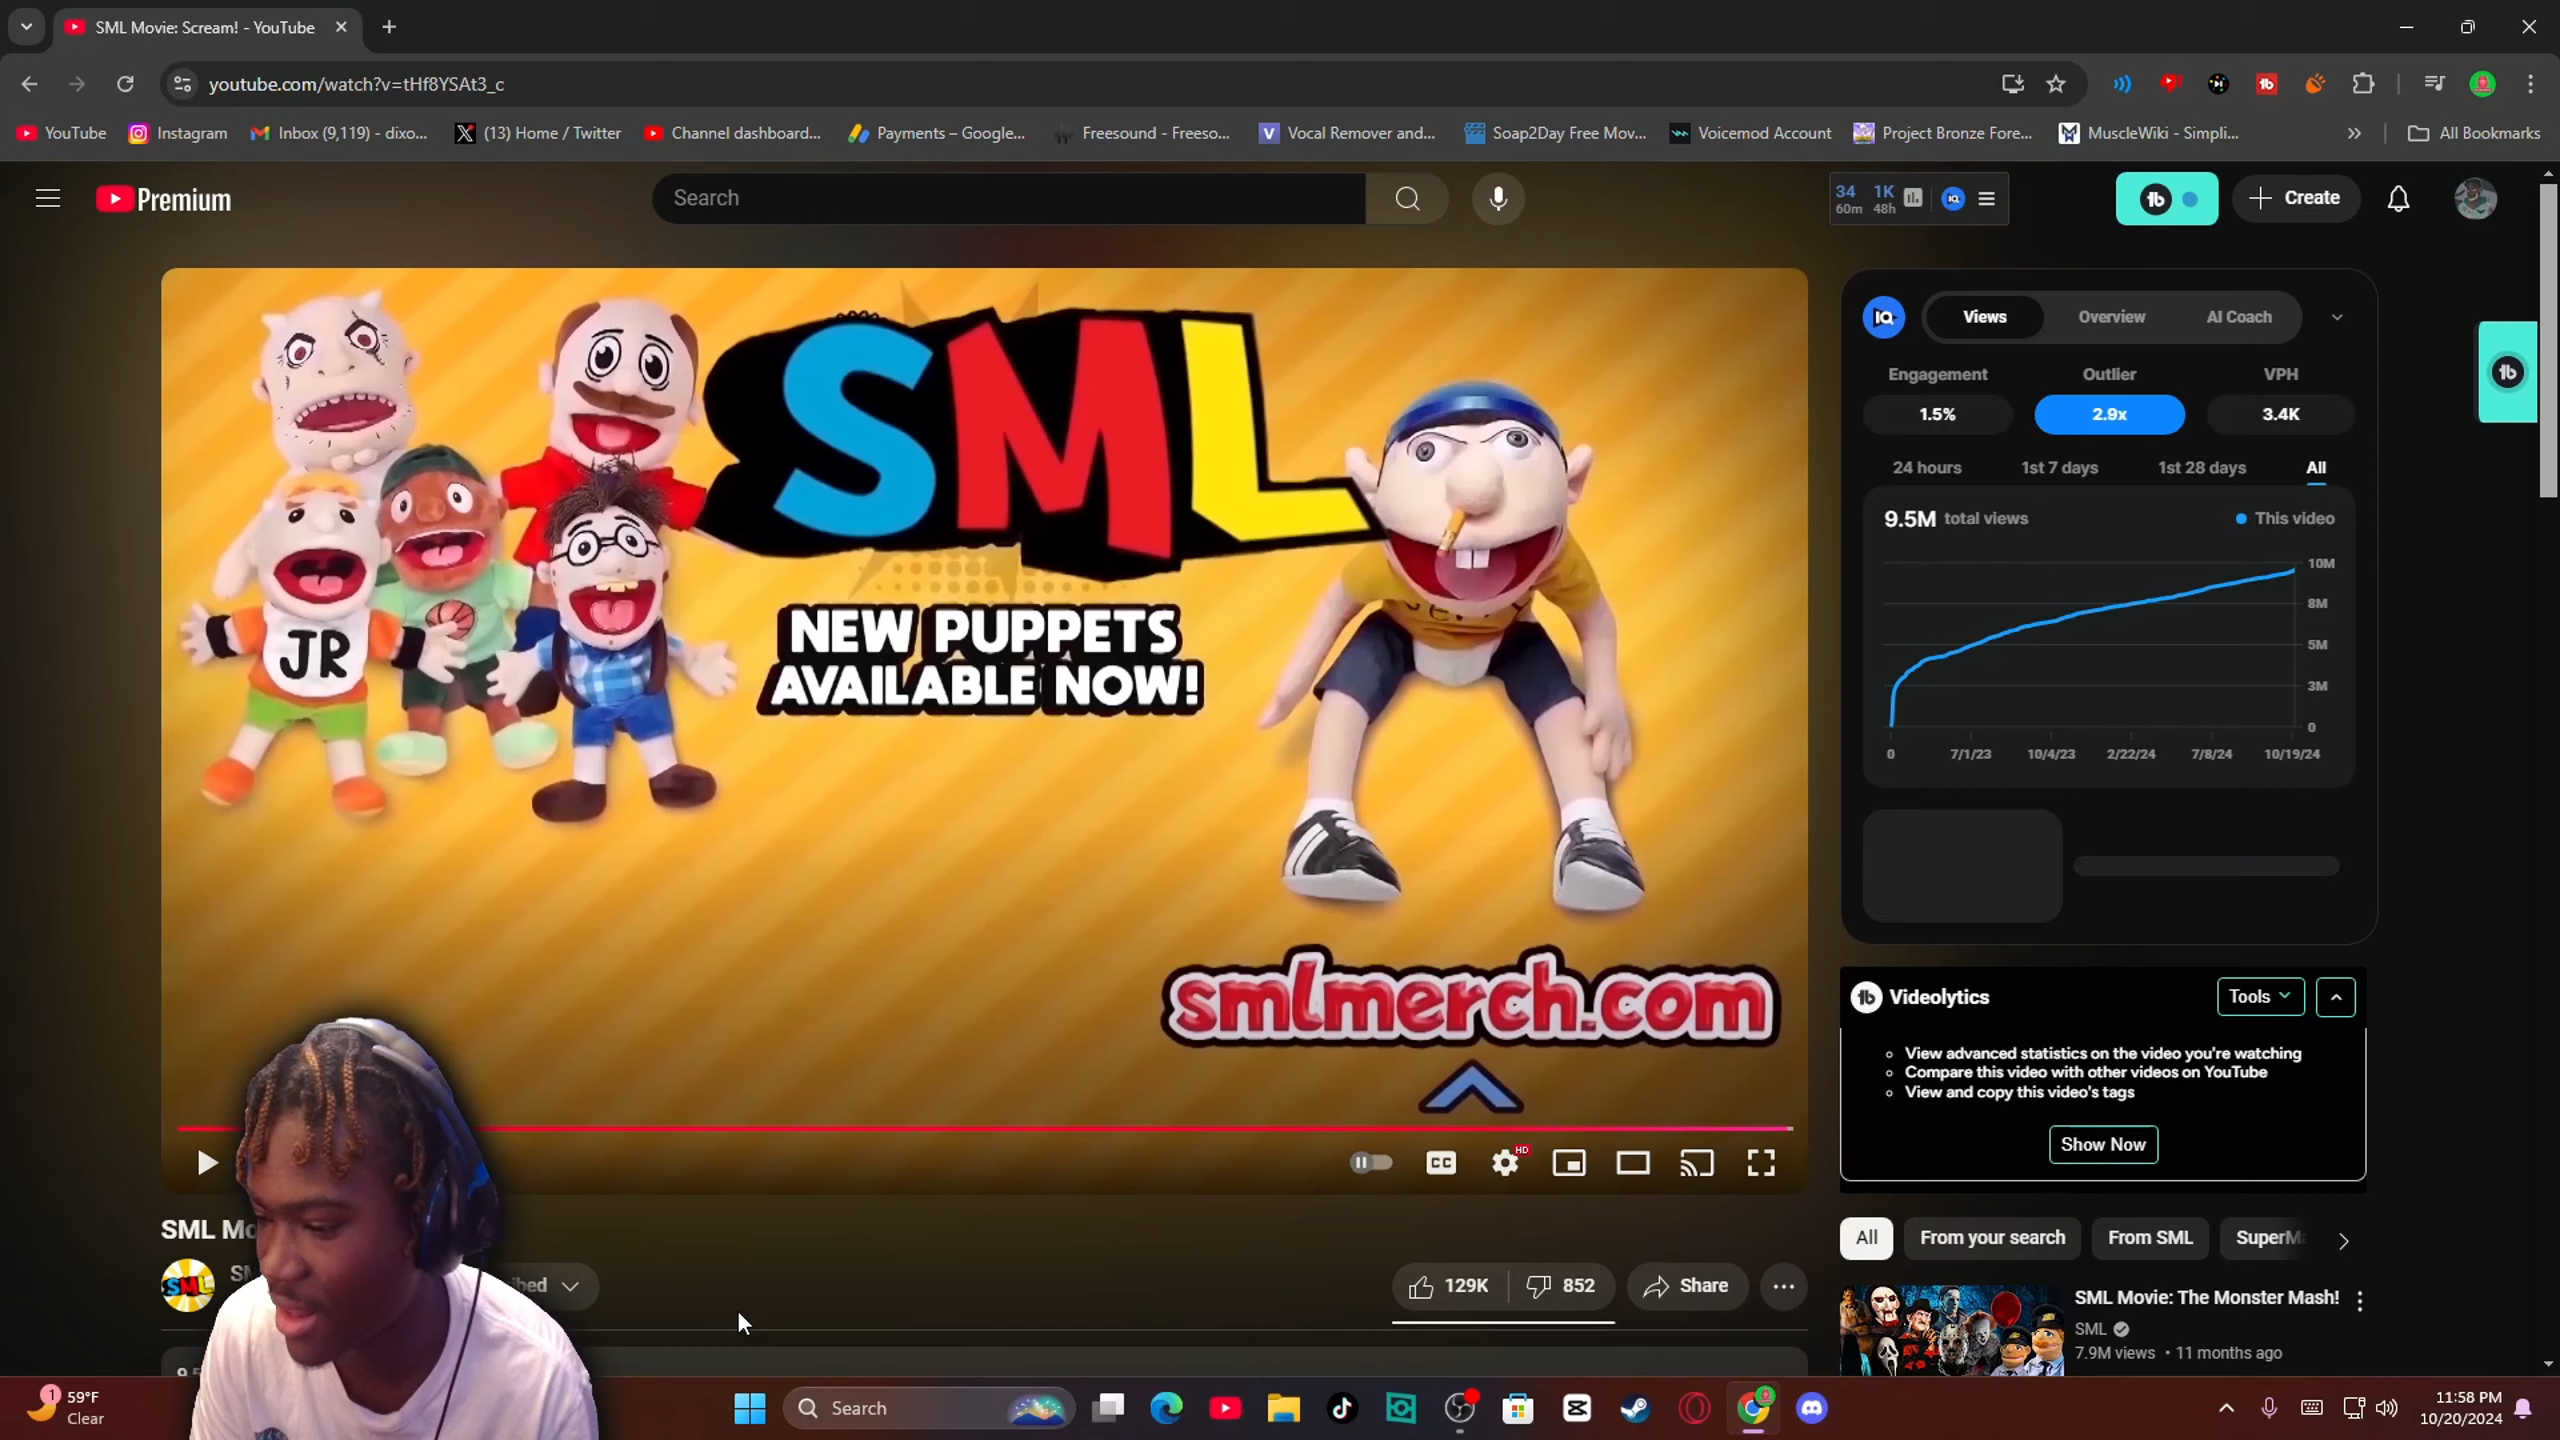 SML Movie: Scream! - YouTube
youtube.com/watch?v=tHf8YSAt3_c
YouTube
Instagram
Inbox (9,119) - dixo...
(13) Home / Twitter
Channel dashboard...
Payments – Google...
Freesound - Freeso...
Vocal Remover and...
Soap2Day Free Mov...
Voicemod Account
Project Bronze Fore...
MuscleWiki - Simpli...
All Bookmarks
Premium
Search
34 1K
60m 48h
Create
SML
NEW PUPPETS
AVAILABLE NOW!
JR
smlmerch.com
Views Overview AI Coach
Engagement Outlier VPH
1.5% 2.9x 3.4K
24 hours 1st 7 days 1st 28 days All
9.5M total views This video
10M
8M
5M
3M
0
0 7/1/23 10/4/23 2/22/24 7/8/24 10/19/24
Videolytics Tools
View advanced statistics on the video you're watching
Compare this video with other videos on YouTube
View and copy this video's tags
Show Now
CC HD
SML
129K 852 Share
All From your search From SML
SML Movie: The Monster Mash!
SML
7.9M views • 11 months ago
1 59°F
Clear
Search
11:58 PM
10/20/2024